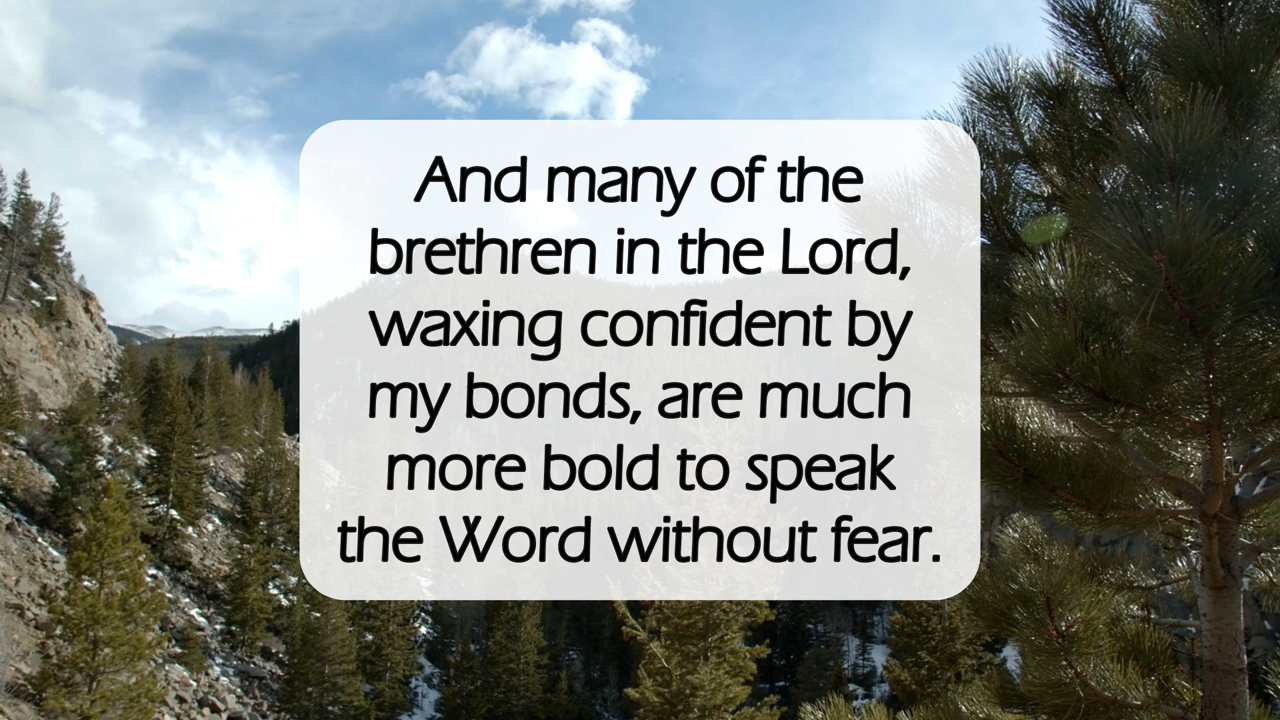 And many of the
brethren in the Lord,
waxing confident by
my bonds, are much
more bold to speak
the Word without fear.